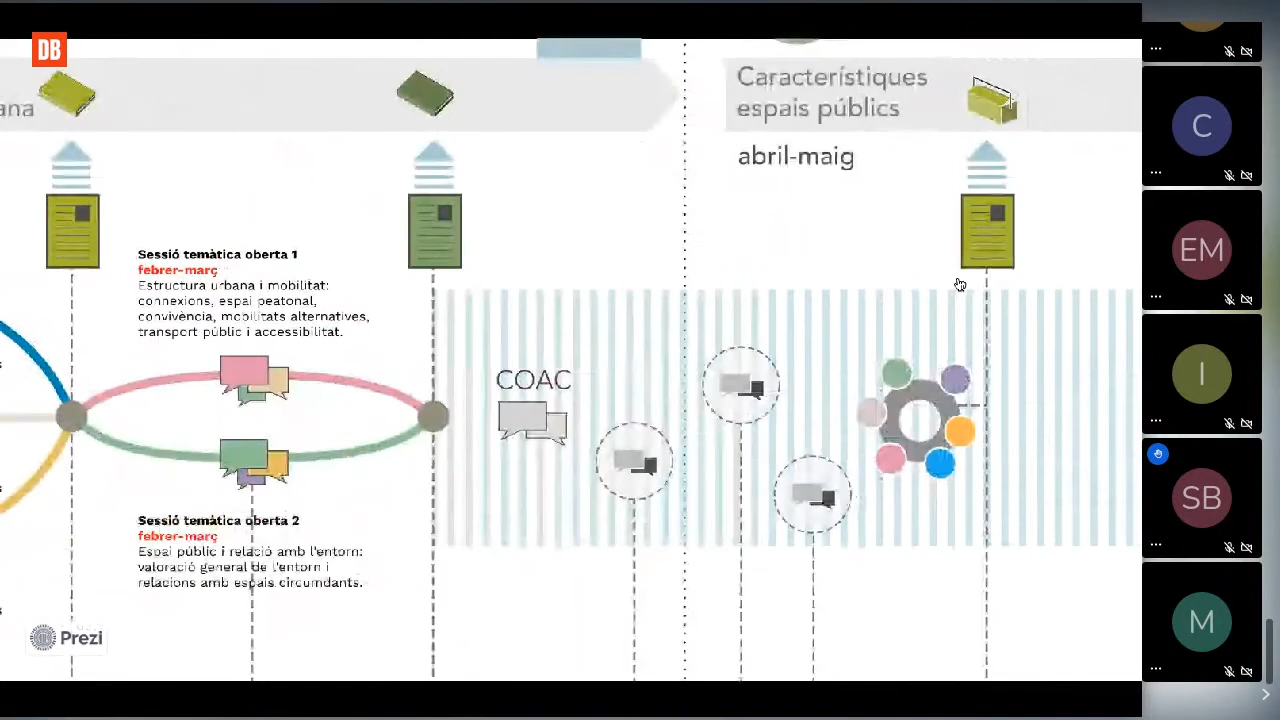 DB
ana
Característiques
espais públics
abril-maig
Sessió temàtica oberta 1
febrer-març
Estructura urbana i mobilitat:
connexions, espai peatonal,
convivència, mobilitats alternatives,
transport públic i accessibilitat.
COAC
Sessió temàtica oberta 2
febrer-març
Espai públic i relació amb l'entorn:
valoració general de l'entorn i
relacions amb espais circumdants.
Prezi
C
EM
I
SB
M